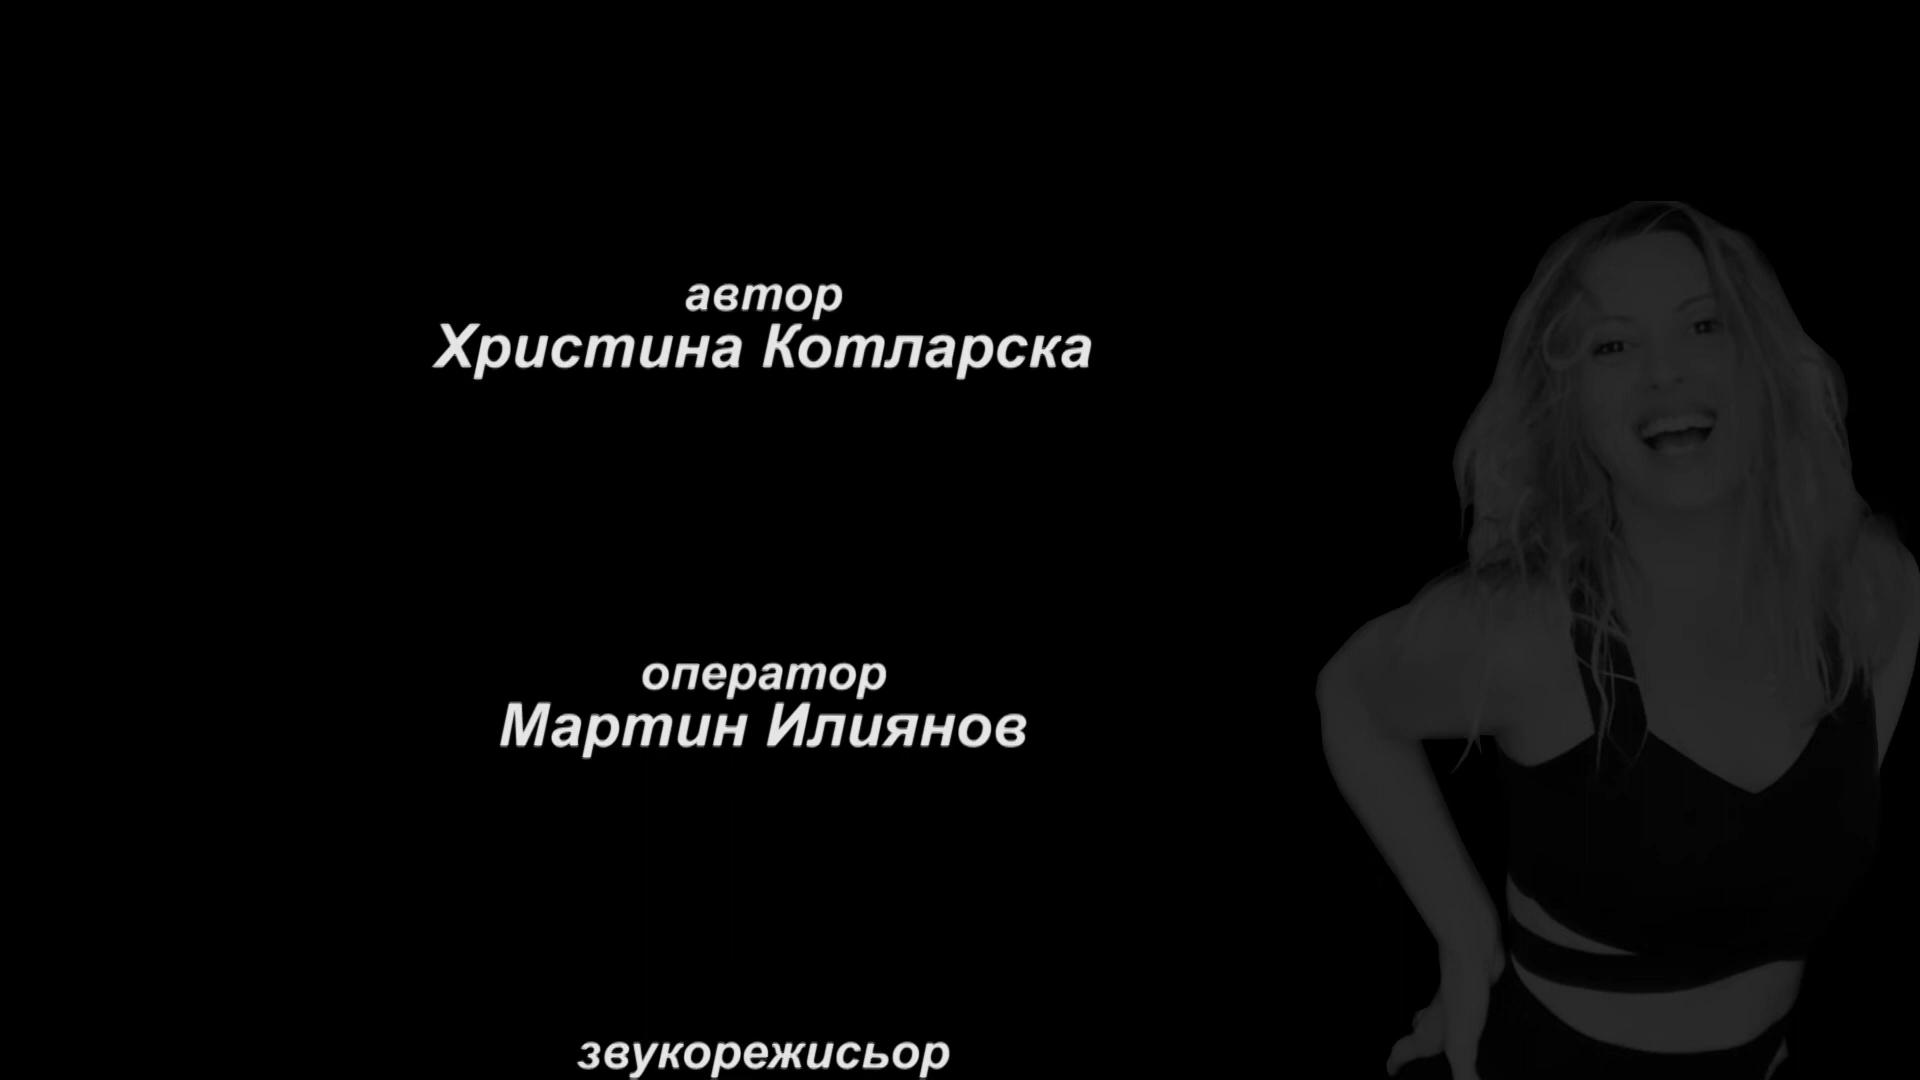 автор
Христина Котларска
оператор
Мартин Илиянов
звукорежисьор